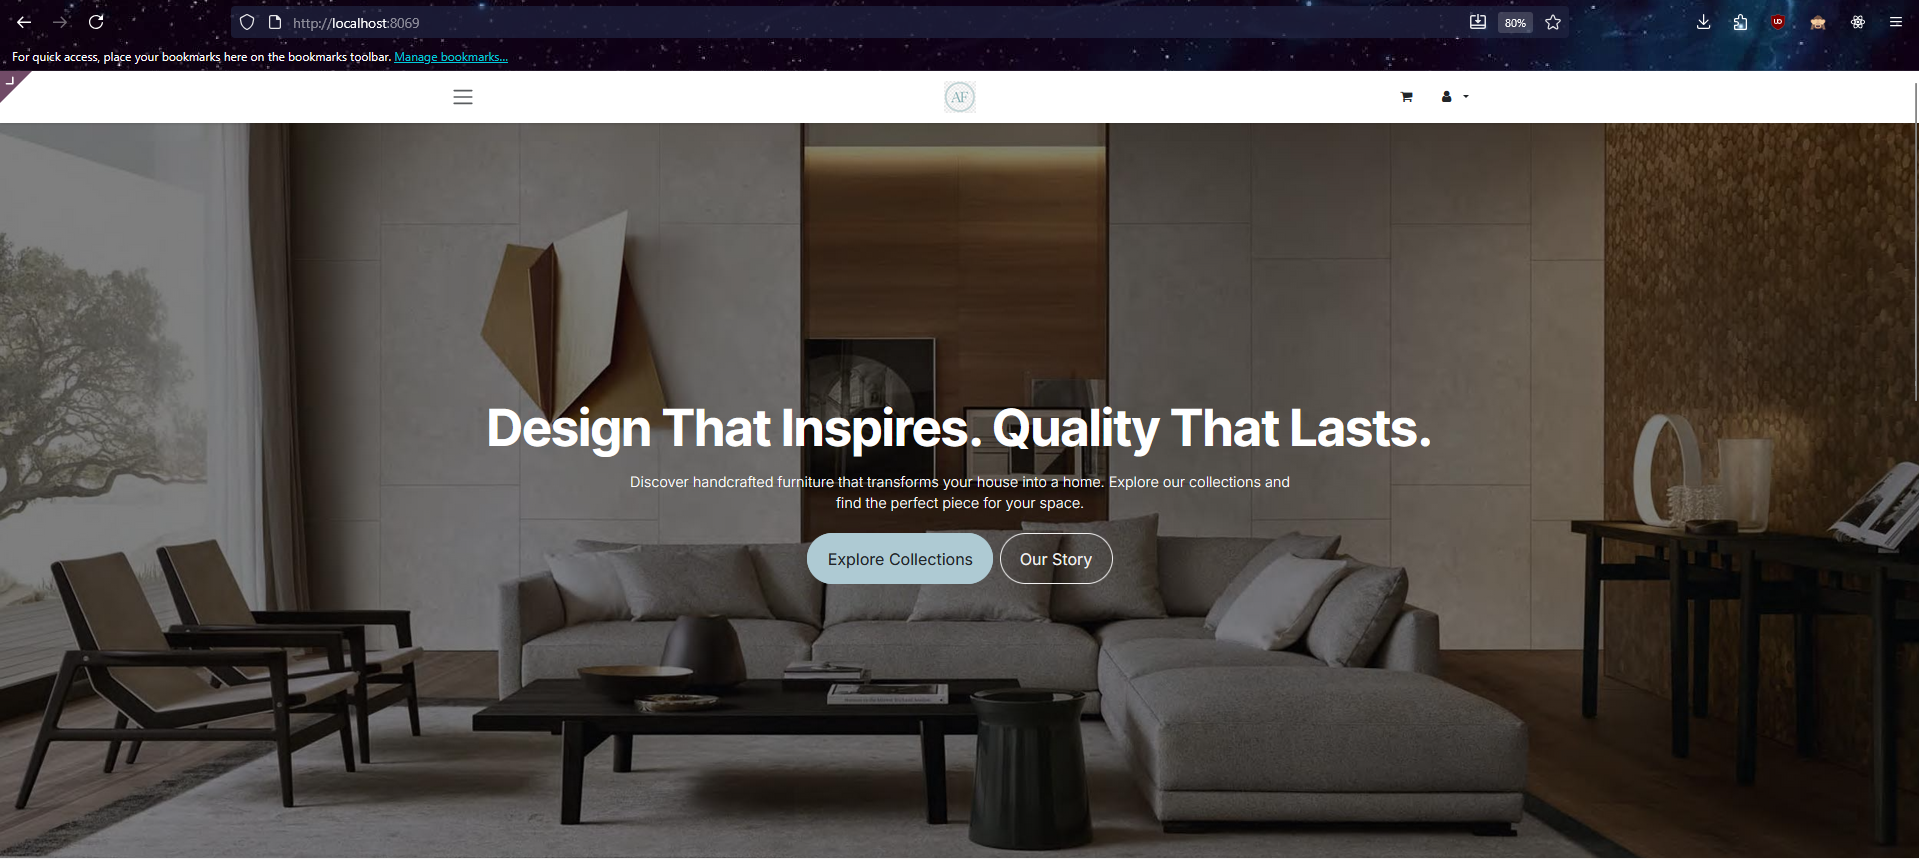 http://localhost:8069
80%
For quick access, place your bookmarks here on the bookmarks toolbar. Manage bookmarks...
AF
Design That Inspires. Quality That Lasts.
Discover handcrafted furniture that transforms your house into a home. Explore our collections and
find the perfect piece for your space.
Explore Collections
Our Story